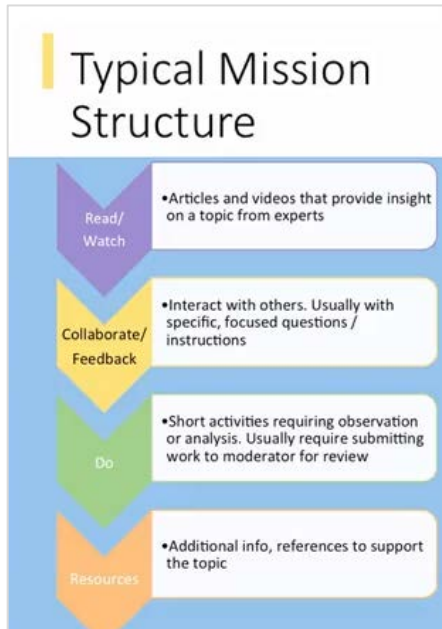 Typical Mission
Structure
Read/
Watch
•Articles and videos that provide insight
on a topic from experts
Collaborate/
Feedback
•Interact with others. Usually with
specific, focused questions /
instructions
Do
•Short activities requiring observation
or analysis. Usually require submitting
work to moderator for review
Resources
•Additional info, references to support
the topic